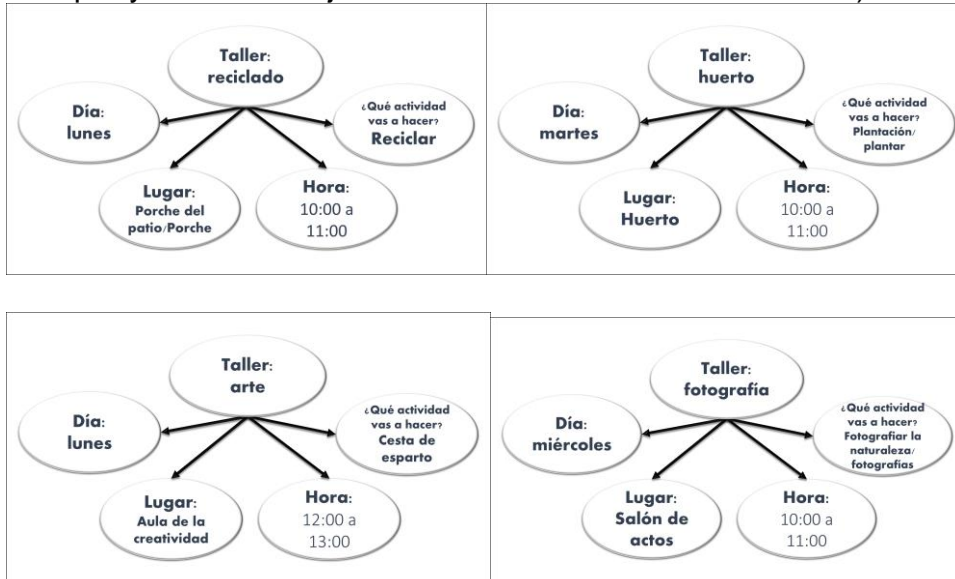 Taller:
reciclado
Día:
lunes
¿Qué actividad
vas a hacer?
Reciclar
Lugar:
Porche del
patio/Porche
Hora:
10:00 a
11:00
Taller:
huerto
Día:
martes
¿Qué actividad
vas a hacer?
Plantación/
plantar
Lugar:
Huerto
Hora:
10:00 a
11:00
Taller:
arte
Día:
lunes
¿Qué actividad
vas a hacer?
Cesta de
esparto
Lugar:
Aula de la
creatividad
Hora:
12:00 a
13:00
Taller:
fotografía
Día:
miércoles
¿Qué actividad
vas a hacer?
Fotografiar la
naturaleza/
fotografias
Lugar:
Salón de
actos
Hora:
10:00 a
11:00